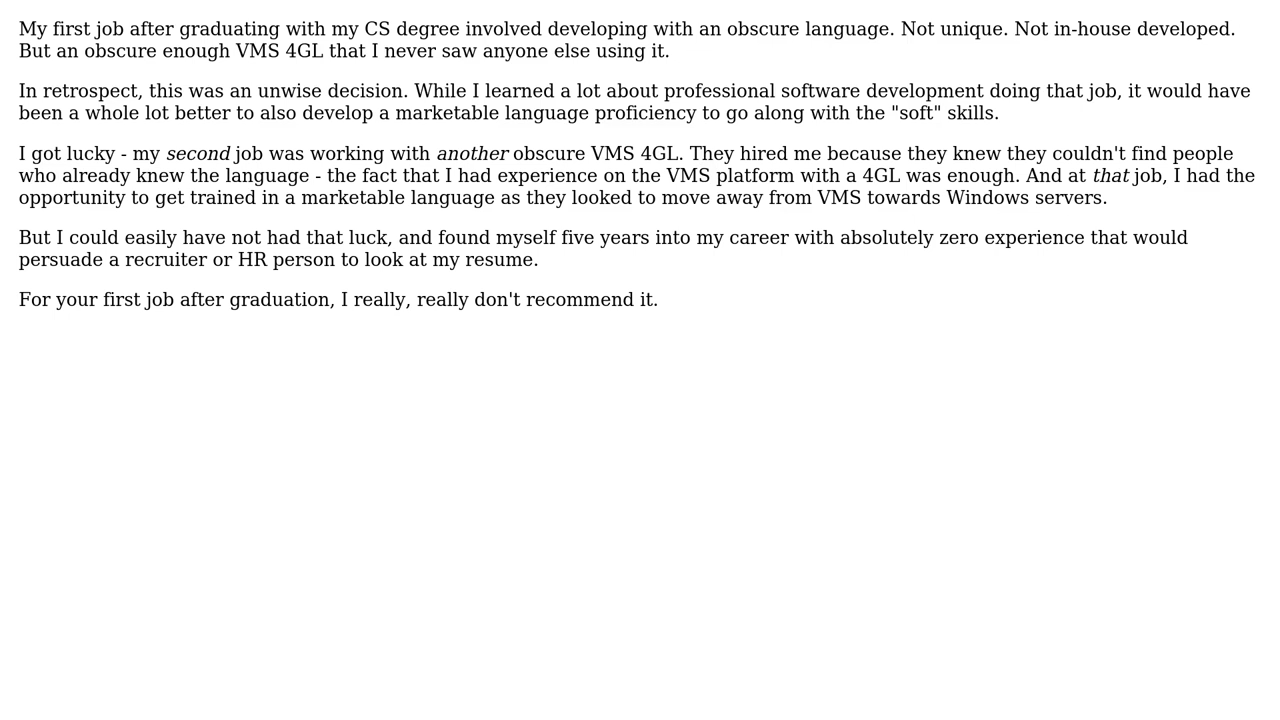 My first job after graduating with my CS degree involved developing with an obscure language. Not unique. Not in-house developed.
But an obscure enough VMS 4GL that I never saw anyone else using it.
In retrospect, this was an unwise decision. While I learned a lot about professional software development doing that job, it would have
been a whole lot better to also develop a marketable language proficiency to go along with the "soft" skills.
I got lucky - my second job was working with another obscure VMS 4GL. They hired me because they knew they couldn't find people
who already knew the language - the fact that I had experience on the VMS platform with a 4GL was enough. And at that job, I had the
opportunity to get trained in a marketable language as they looked to move away from VMS towards Windows servers.
But I could easily have not had that luck, and found myself five years into my career with absolutely zero experience that would
persuade a recruiter or HR person to look at my resume.
For your first job after graduation, I really, really don't recommend it.